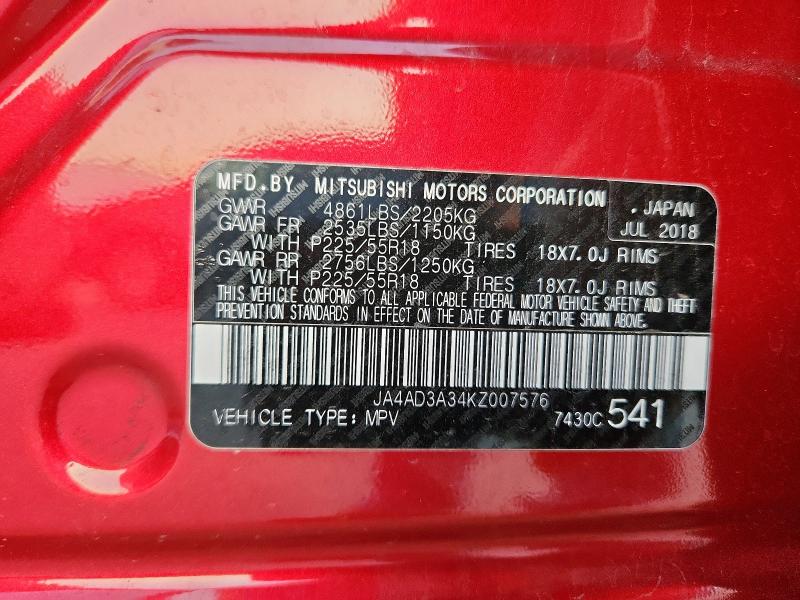 MFD.BY MITSUBISHI MOTORS CORPORATION
GVWR 4861LBS/2205KG
. JAPAN
GAWR FR 2535LBS/1150KG
JUL 2018
WITH P225/55R18 TIRES 18X7.0J RIMS
GAWR RR 2756LBS/1250KG
WITH P225/55R18 TIRES 18X7.0J RIMS
THIS VEHICLE CONFORMS TO ALL APPLICABLE FEDERAL MOTOR VEHICLE SAFETY AND THEFT
PREVENTION STANDARDS IN EFFECT ON THE DATE OF MANUFACTURE SHOWN ABOVE.
JA4AD3A34KZ007576
VEHICLE TYPE: MPV 7430C 541